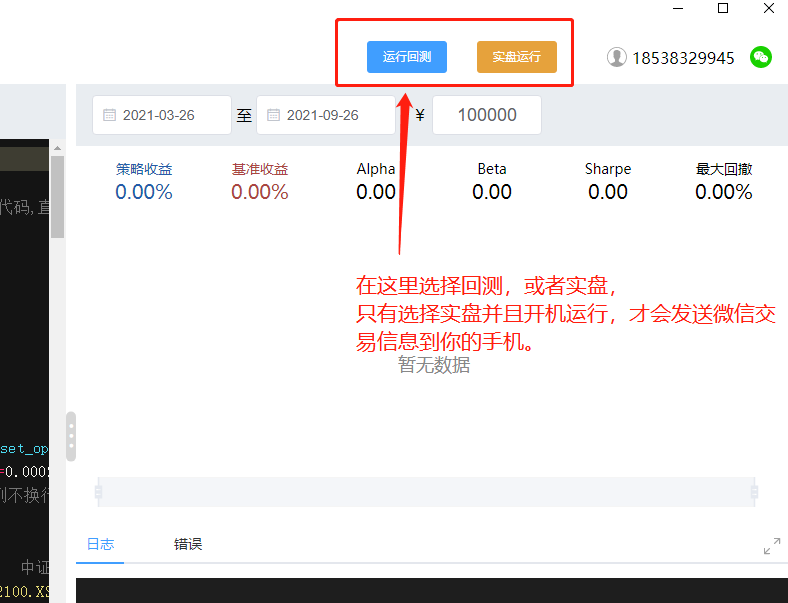 运行回测 实盘运行 18538329945
2021-03-26 至 2021-09-26 ¥ 100000
策略收益 基准收益 Alpha Beta Sharpe 最大回撤
0.00% 0.00% 0.00 0.00 0.00 0.00%
代码,直
在这里选择回测，或者实盘，
只有选择实盘并且开机运行，才会发送微信交
易信息到你的手机。
暂无数据
set_op
=0.0002
列不换行
日志 错误
中证
2100.XS